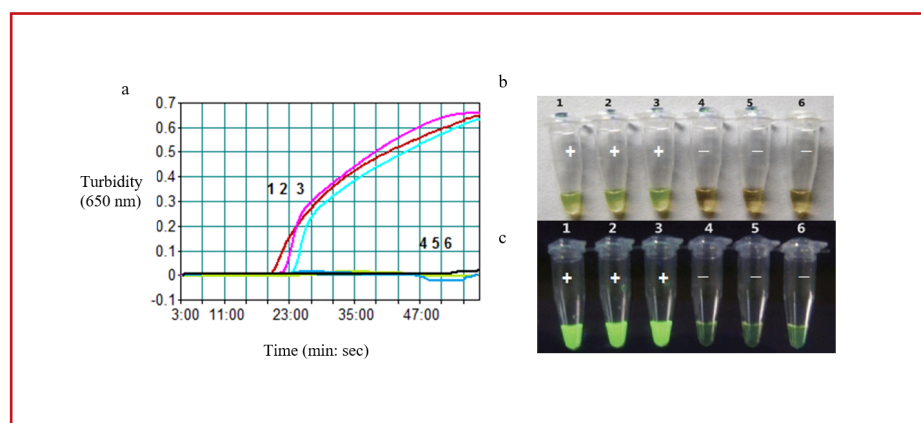 a
0.7
0.6
0.5
0.4
0.3
0.2
0.1
0
-0.1
Turbidity
(650 nm)
1 2 3
4 5 6
3:00 11:00 23:00 35:00 47:00
Time (min: sec)
b
1 2 3 4 5 6
+ + + – – –
c
1 2 3 4 5 6
+ + + – – –